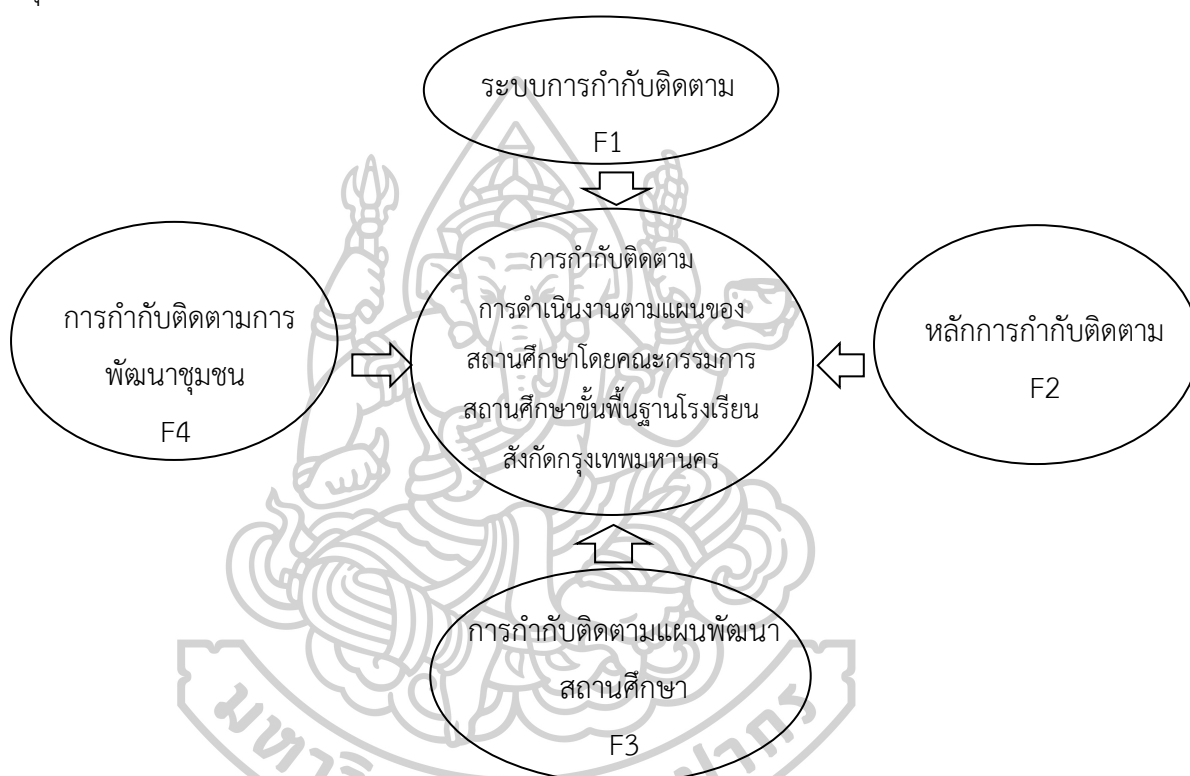 ระบบการกำกับติดตาม
F1
การกำกับติดตามการ
พัฒนาชุมชน
F4
การกำกับติดตาม
การดำเนินงานตามแผนของ
สถานศึกษาโดยคณะกรรมการ
สถานศึกษาขั้นพื้นฐานโรงเรียน
สังกัดกรุงเทพมหานคร
หลักการกำกับติดตาม
F2
การกำกับติดตามแผนพัฒนา
สถานศึกษา
F3